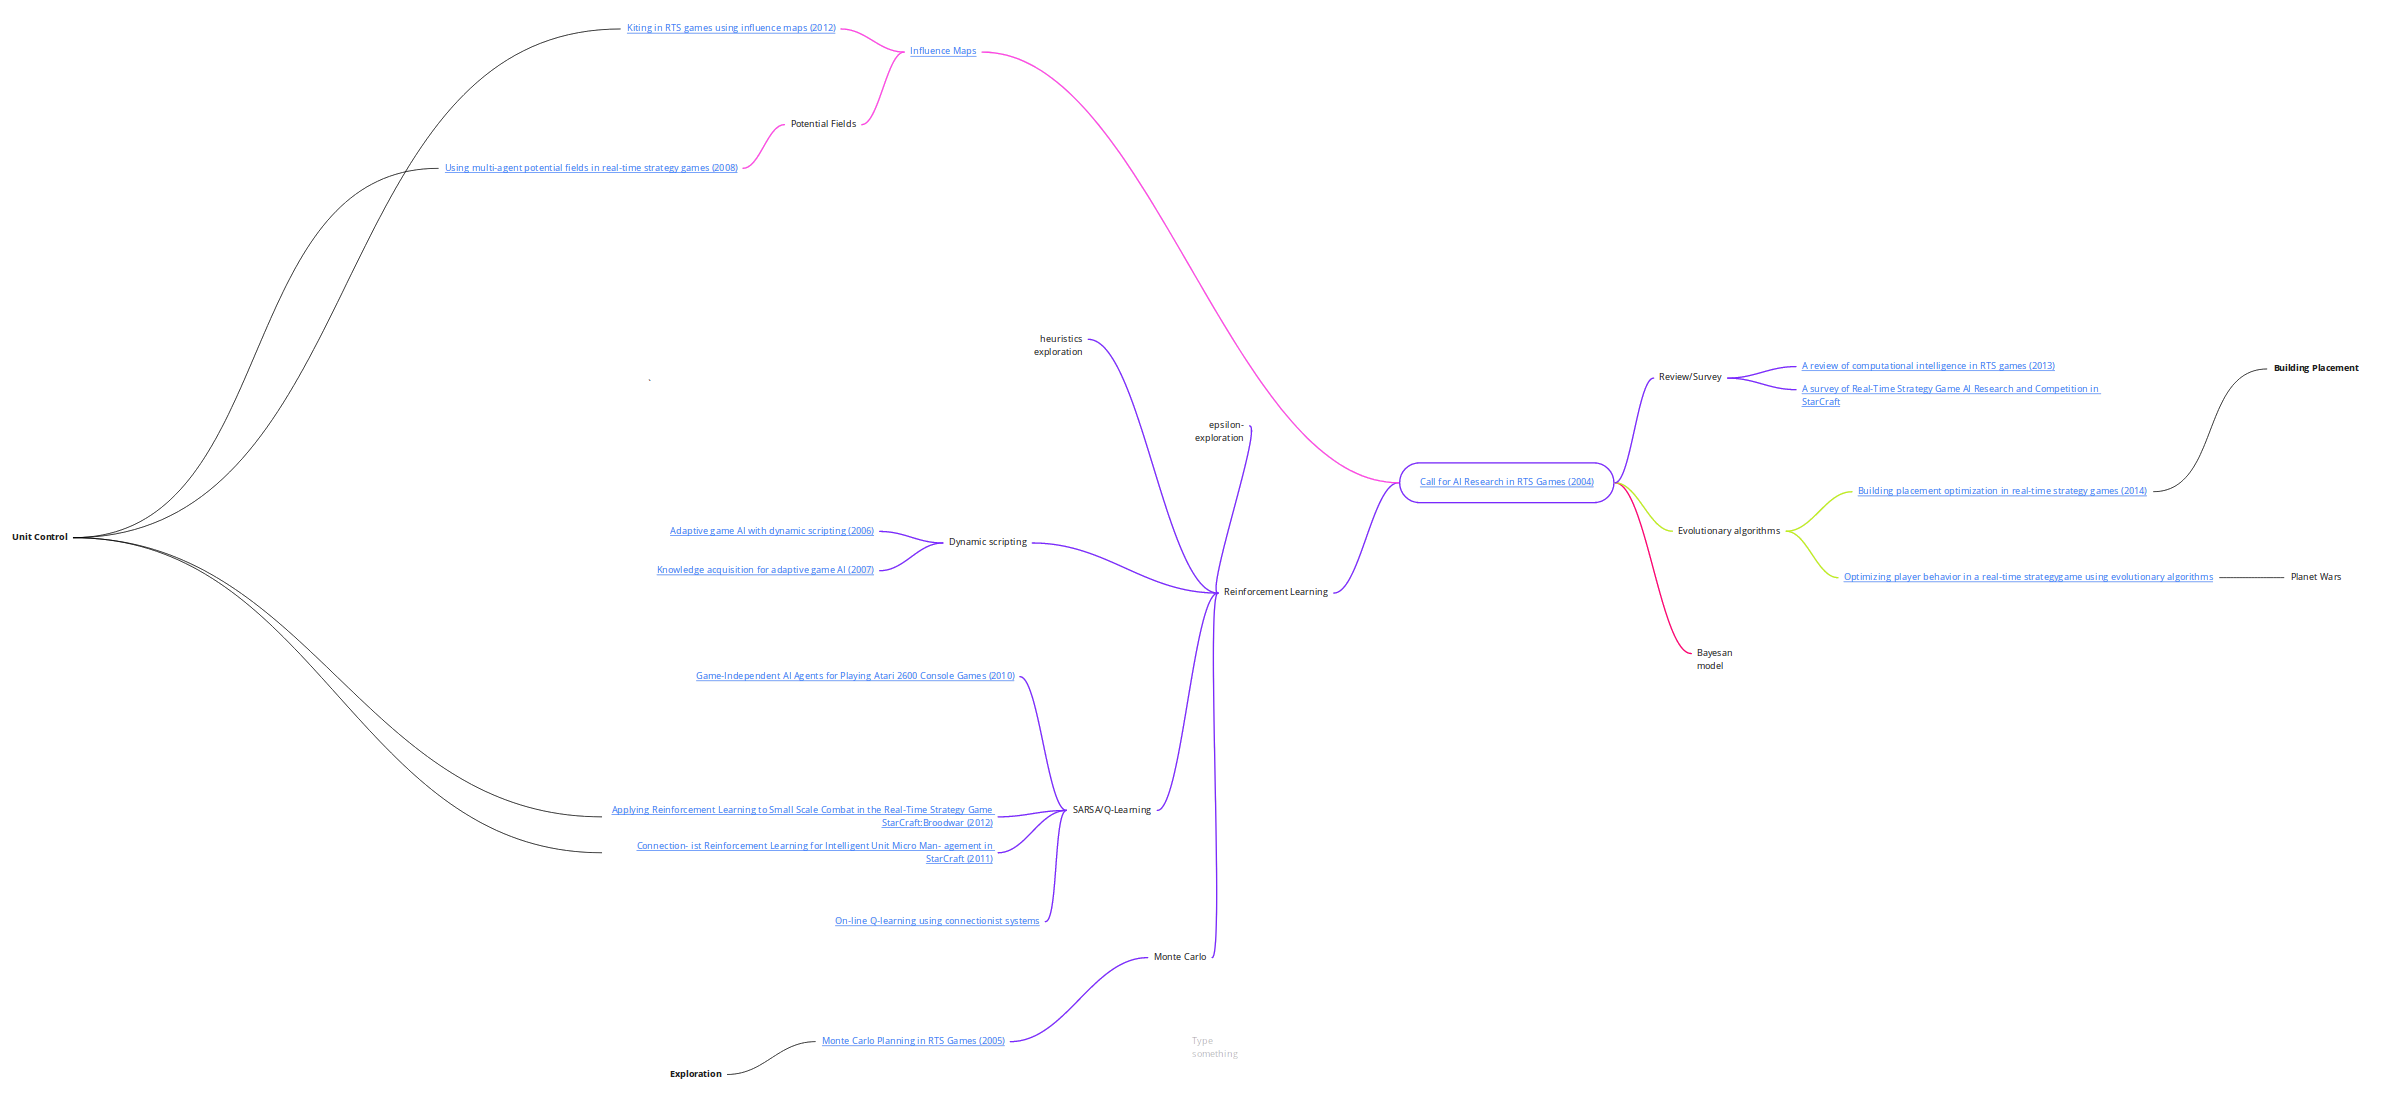 Kiting in RTS games using influence maps (2012)
Influence Maps
Potential Fields
Using multi-agent potential fields in real-time strategy games (2008)
heuristics
exploration
epsilon-
exploration
Unit Control
Adaptive game AI with dynamic scripting (2006)
Dynamic scripting
Knowledge acquisition for adaptive game AI (2007)
Reinforcement Learning
Game-Independent AI Agents for Playing Atari 2600 Console Games (2010)
Applying Reinforcement Learning to Small Scale Combat in the Real-Time Strategy Game
StarCraft:Broodwar (2012)
SARSA/Q-Learning
Connection- ist Reinforcement Learning for Intelligent Unit Micro Man- agement in
StarCraft (2011)
On-line Q-learning using connectionist systems
Monte Carlo
Monte Carlo Planning in RTS Games (2005)
Exploration
Type
something
Call for AI Research in RTS Games (2004)
Review/Survey
A review of computational intelligence in RTS games (2013)
A survey of Real-Time Strategy Game AI Research and Competition in
StarCraft
Building Placement
Building placement optimization in real-time strategy games (2014)
Evolutionary algorithms
Optimizing player behavior in a real-time strategygame using evolutionary algorithms
Planet Wars
Bayesan
model